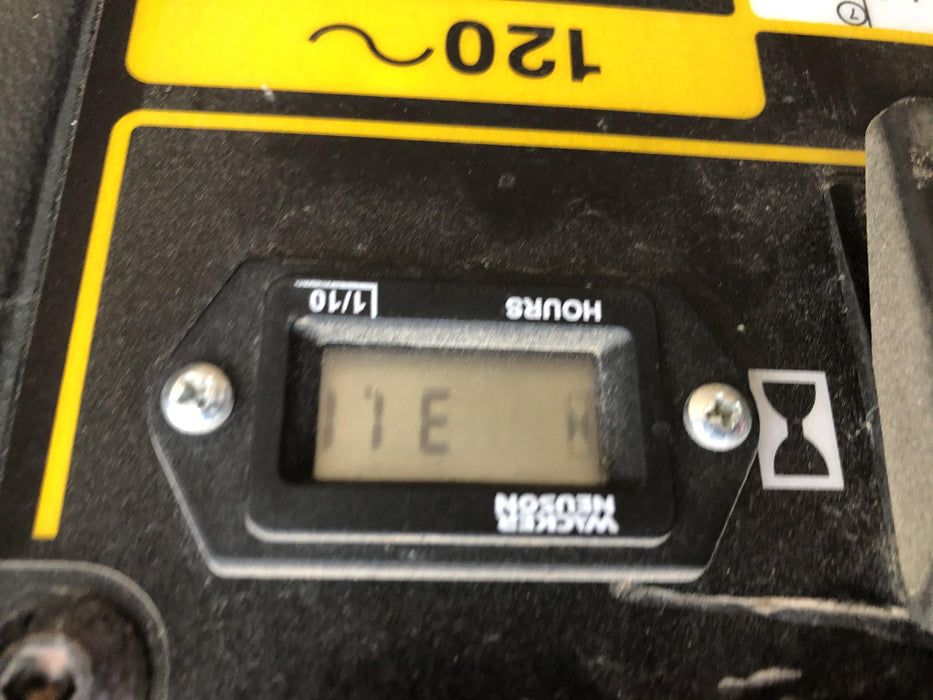 WACKER
NEUSON
HOURS 1/10
120~